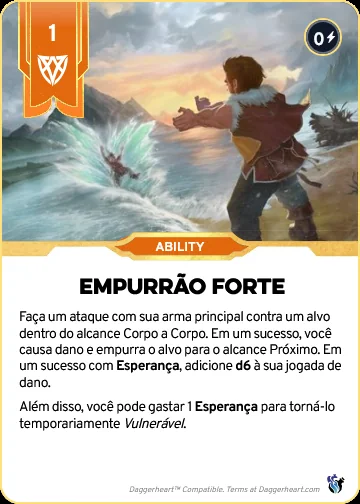 1
0
ABILITY
EMPURRÃO FORTE
Faça um ataque com sua arma principal contra um alvo
dentro do alcance Corpo a Corpo. Em um sucesso, você
causa dano e empurra o alvo para o alcance Próximo. Em
um sucesso com Esperança, adicione d6 à sua jogada de
dano.
Além disso, você pode gastar 1 Esperança para torná-lo
temporariamente Vulnerável.
Daggerheart™ Compatible. Terms at Daggerheart.com